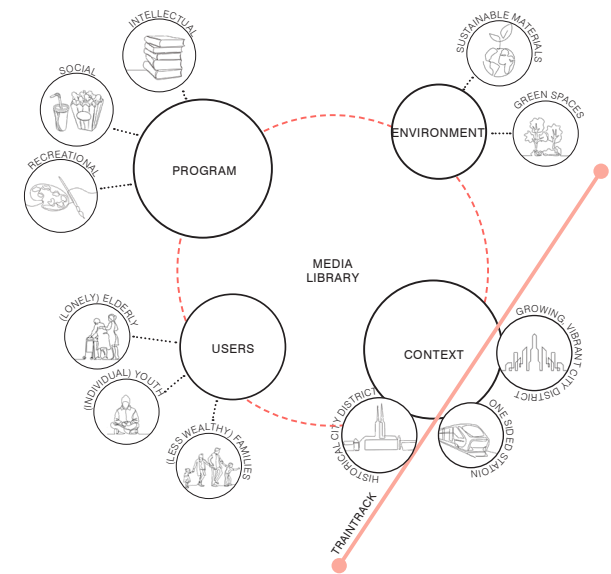 INTELLECTUAL
SOCIAL
RECREATIONAL
PROGRAM
SUSTAINABLE MATERIALS
GREEN SPACES
ENVIRONMENT
MEDIA
LIBRARY
(LONELY) ELDERLY
(INDIVIDUAL) YOUTH
(LESS WEALTHY) FAMILIES
USERS
CONTEXT
GROWING, VIBRANT CITY DISTRICT
HISTORICAL CITY DISTRICT
ONE SIDED STATOIN
TRAINTRACK